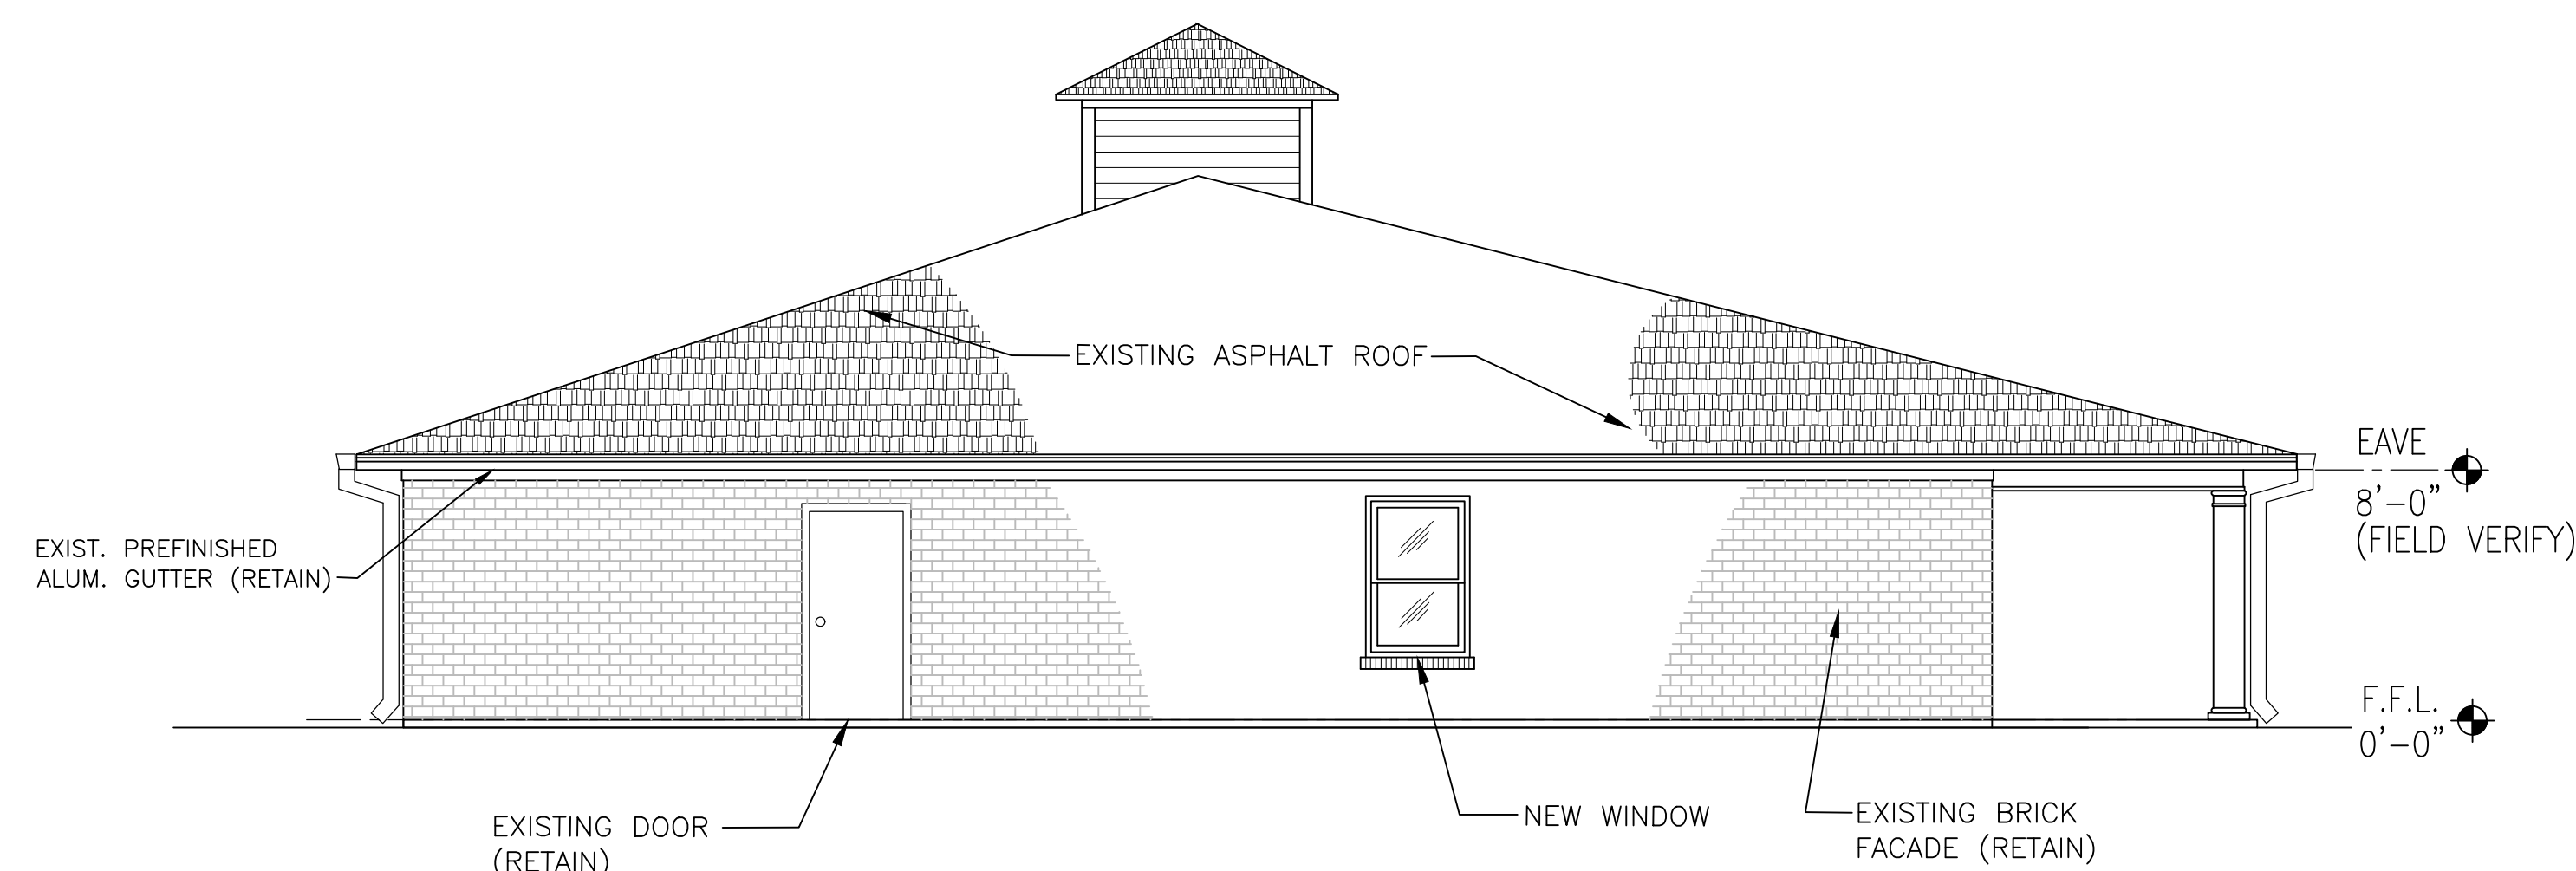 EXISTING ASPHALT ROOF
EAVE
8'-0"
(FIELD VERIFY)
EXIST. PREFINISHED
ALUM. GUTTER (RETAIN)
F.F.L.
0'-0"
EXISTING DOOR
(RETAIN)
NEW WINDOW
EXISTING BRICK
FACADE (RETAIN)